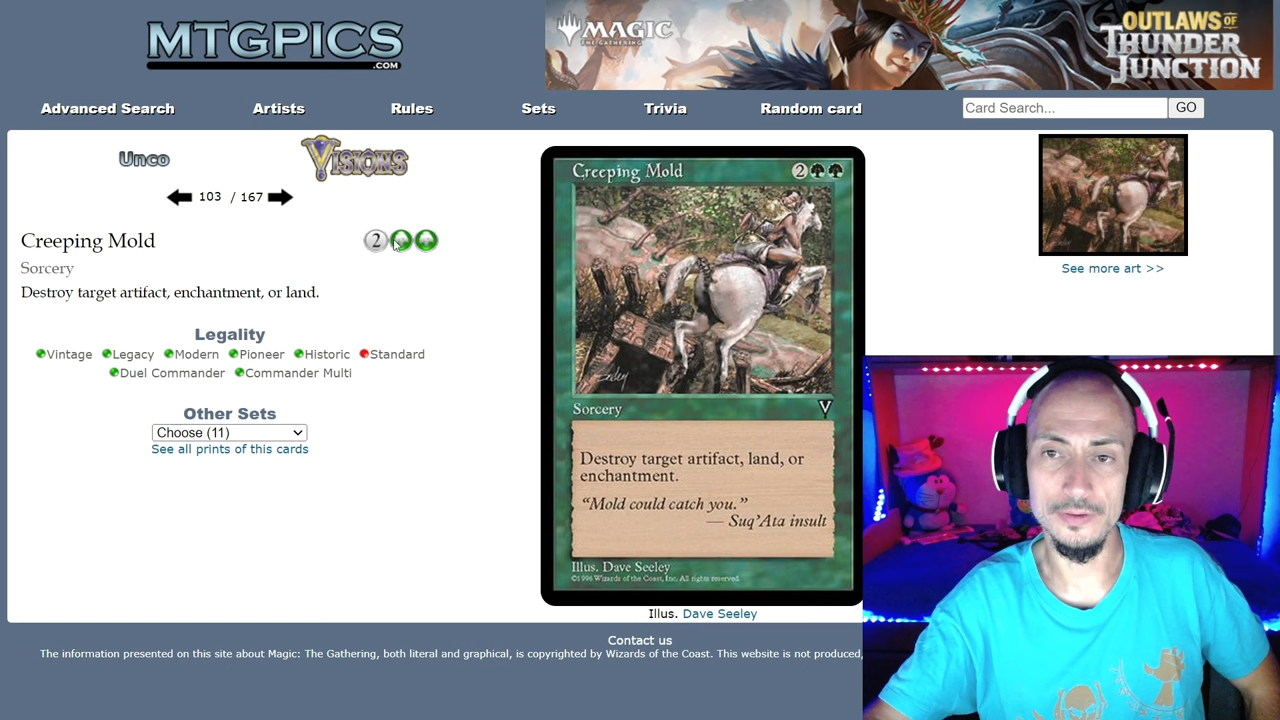 MTGPICS
.COM
MAGIC
THE GATHERING
OUTLAWS OF
THUNDER
JUNCTION
Advanced Search
Artists
Rules
Sets
Trivia
Random card
Card Search...
GO
Unco
VISIONS
103 / 167
Creeping Mold
2
Sorcery
Destroy target artifact, enchantment, or land.
Legality
Vintage Legacy Modern Pioneer Historic Standard
Duel Commander Commander Multi
Other Sets
Choose (11)
See all prints of this cards
Creeping Mold
2
Seeley
Sorcery
V
Destroy target artifact, land, or
enchantment.
“Mold could catch you.”
— Suq’Ata insult
Illus. Dave Seeley
©1996 Wizards of the Coast, Inc. All rights reserved.
Illus. Dave Seeley
See more art >>
Contact us
The information presented on this site about Magic: The Gathering, both literal and graphical, is copyrighted by Wizards of the Coast. This website is not produced,